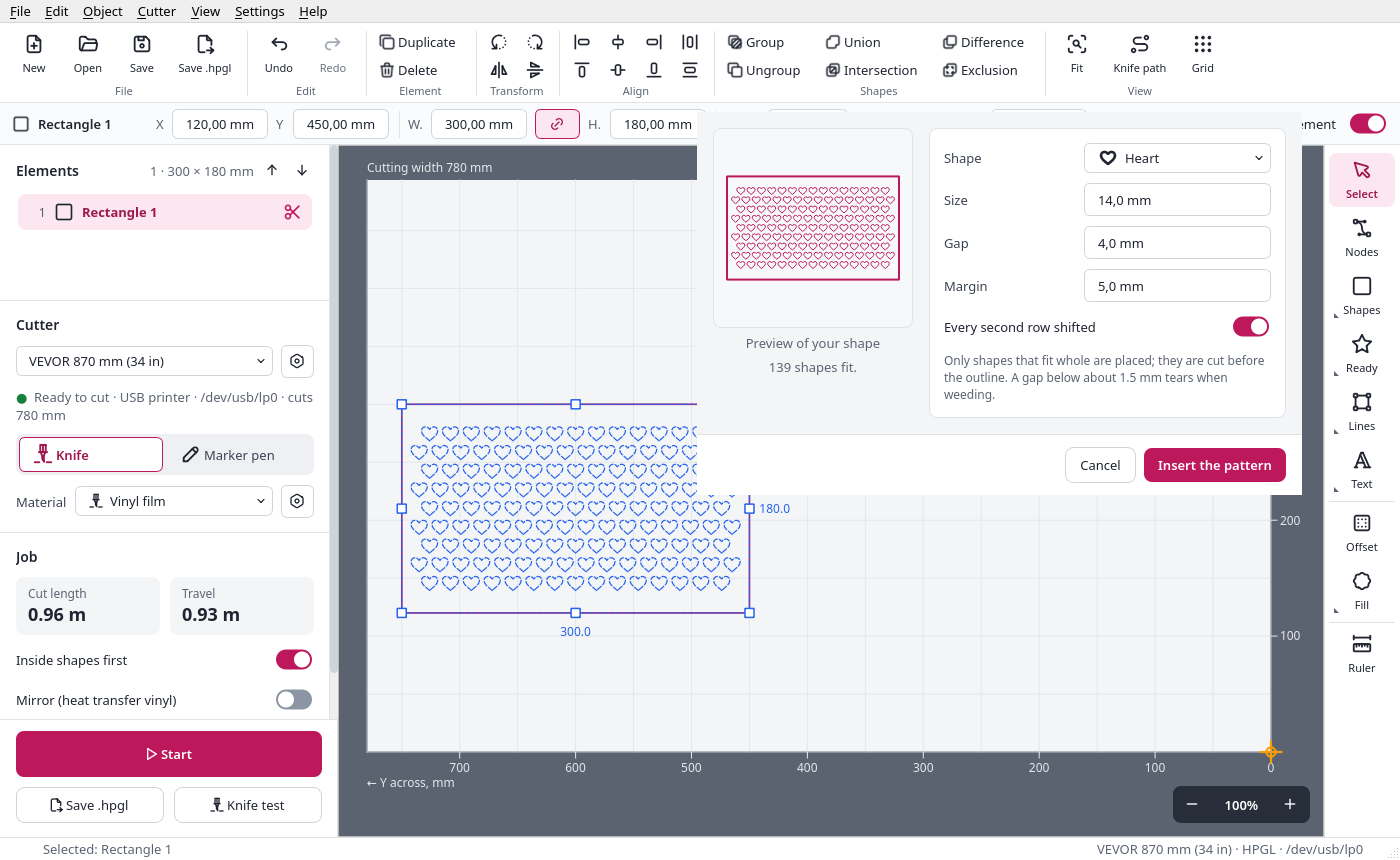 File Edit Object Cutter View Settings Help
New Open Save Save .hpgl Undo Redo Duplicate Delete Group Union Difference Ungroup Intersection Exclusion Fit Knife path Grid
File Edit Element Transform Align Shapes View
Rectangle 1 X 120,00 mm Y 450,00 mm W. 300,00 mm H. 180,00 mm ement
Elements 1 · 300 × 180 mm
1 Rectangle 1
Cutter
VEVOR 870 mm (34 in)
Ready to cut · USB printer · /dev/usb/lp0 · cuts
780 mm
Knife Marker pen
Material Vinyl film
Job
Cut length Travel
0.96 m 0.93 m
Inside shapes first
Mirror (heat transfer vinyl)
Start
Save .hpgl Knife test
Cutting width 780 mm
180.0
300.0
200
100
700 600 500 400 300 200 100 0
← Y across, mm
100%
Preview of your shape
139 shapes fit.
Shape Heart
Size 14,0 mm
Gap 4,0 mm
Margin 5,0 mm
Every second row shifted
Only shapes that fit whole are placed; they are cut before
the outline. A gap below about 1.5 mm tears when
weeding.
Cancel Insert the pattern
Select
Nodes
Shapes
Ready
Lines
Text
Offset
Fill
Ruler
Selected: Rectangle 1 VEVOR 870 mm (34 in) · HPGL · /dev/usb/lp0